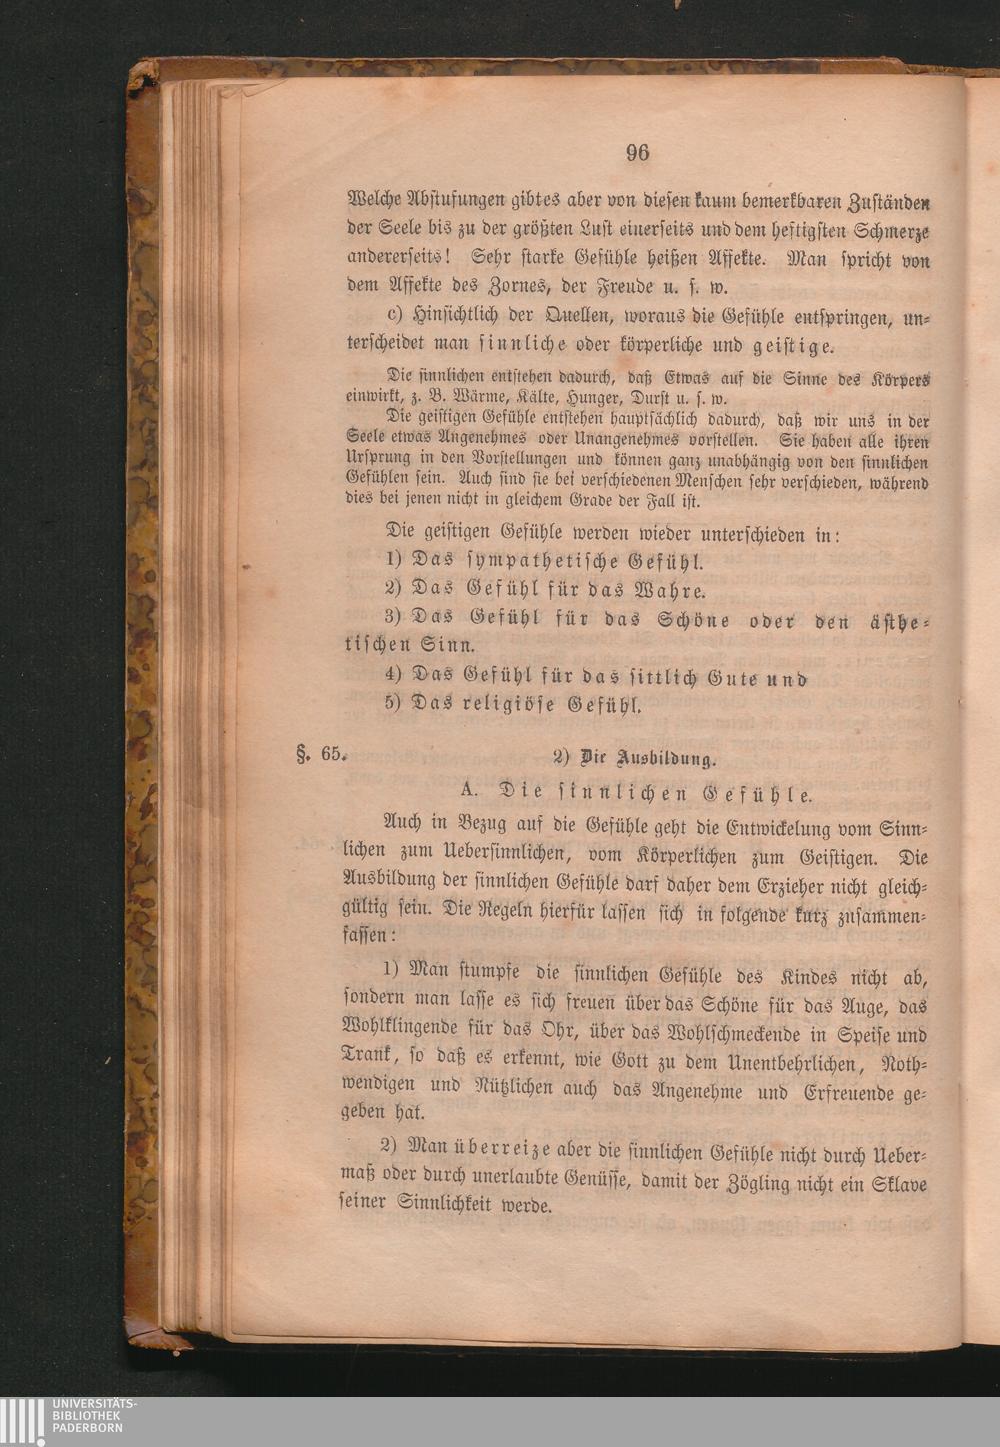 96
Welche Abstufungen gibt es aber von diesen kaum bemerkbaren Zuständen
der Seele bis zu der größten Lust einerseits und dem heftigsten Schmerze
andererseits! Sehr starke Gefühle heißen Affekte. Man spricht von
dem Affekte des Zornes, der Freude u. s. w.
c) Hinsichtlich der Quellen, woraus die Gefühle entspringen, un-
terscheidet man sinnliche oder körperliche und geistige.
Die sinnlichen entstehen dadurch, daß Etwas auf die Sinne des Körpers
einwirkt, z. B. Wärme, Kälte, Hunger, Durst u. s. w.
Die geistigen Gefühle entstehen hauptsächlich dadurch, daß wir uns in der
Seele etwas Angenehmes oder Unangenehmes vorstellen. Sie haben alle ihren
Ursprung in den Vorstellungen und können ganz unabhängig von den sinnlichen
Gefühlen sein. Auch sind sie bei verschiedenen Menschen sehr verschieden, während
dies bei jenen nicht in gleichem Grade der Fall ist.
Die geistigen Gefühle werden wieder unterschieden in:
1) Das sympathetische Gefühl.
2) Das Gefühl für das Wahre.
3) Das Gefühl für das Schöne oder den ästhe-
tischen Sinn.
4) Das Gefühl für das sittlich Gute und
5) Das religiöse Gefühl.
§. 65. 2) Die Ausbildung.
A. Die sinnlichen Gefühle.
Auch in Bezug auf die Gefühle geht die Entwickelung vom Sinn-
lichen zum Uebersinnlichen, vom Körperlichen zum Geistigen. Die
Ausbildung der sinnlichen Gefühle darf daher dem Erzieher nicht gleich-
gültig sein. Die Regeln hierfür lassen sich in folgende kurz zusammen-
fassen:
1) Man stumpfe die sinnlichen Gefühle des Kindes nicht ab,
sondern man lasse es sich freuen über das Schöne für das Auge, das
Wohlklingende für das Ohr, über das Wohlschmeckende in Speise und
Trank, so daß es erkennt, wie Gott zu dem Unentbehrlichen, Noth-
wendigen und Nützlichen auch das Angenehme und Erfreuende ge-
geben hat.
2) Man überreize aber die sinnlichen Gefühle nicht durch Ueber-
maß oder durch unerlaubte Genüsse, damit der Zögling nicht ein Sklave
seiner Sinnlichkeit werde.
UNIVERSITÄTS-
BIBLIOTHEK
PADERBORN